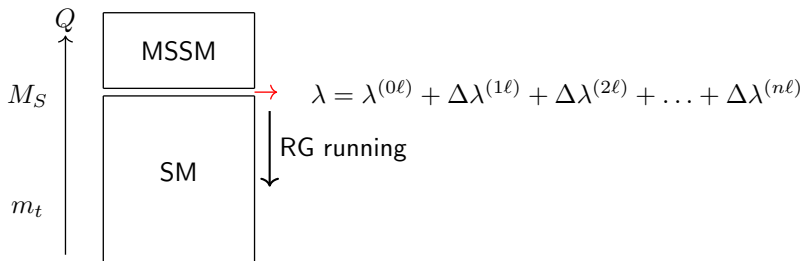 Q
MSSM
M_S
λ = λ^{(0ℓ)} + Δλ^{(1ℓ)} + Δλ^{(2ℓ)} + … + Δλ^{(nℓ)}
RG running
SM
m_t